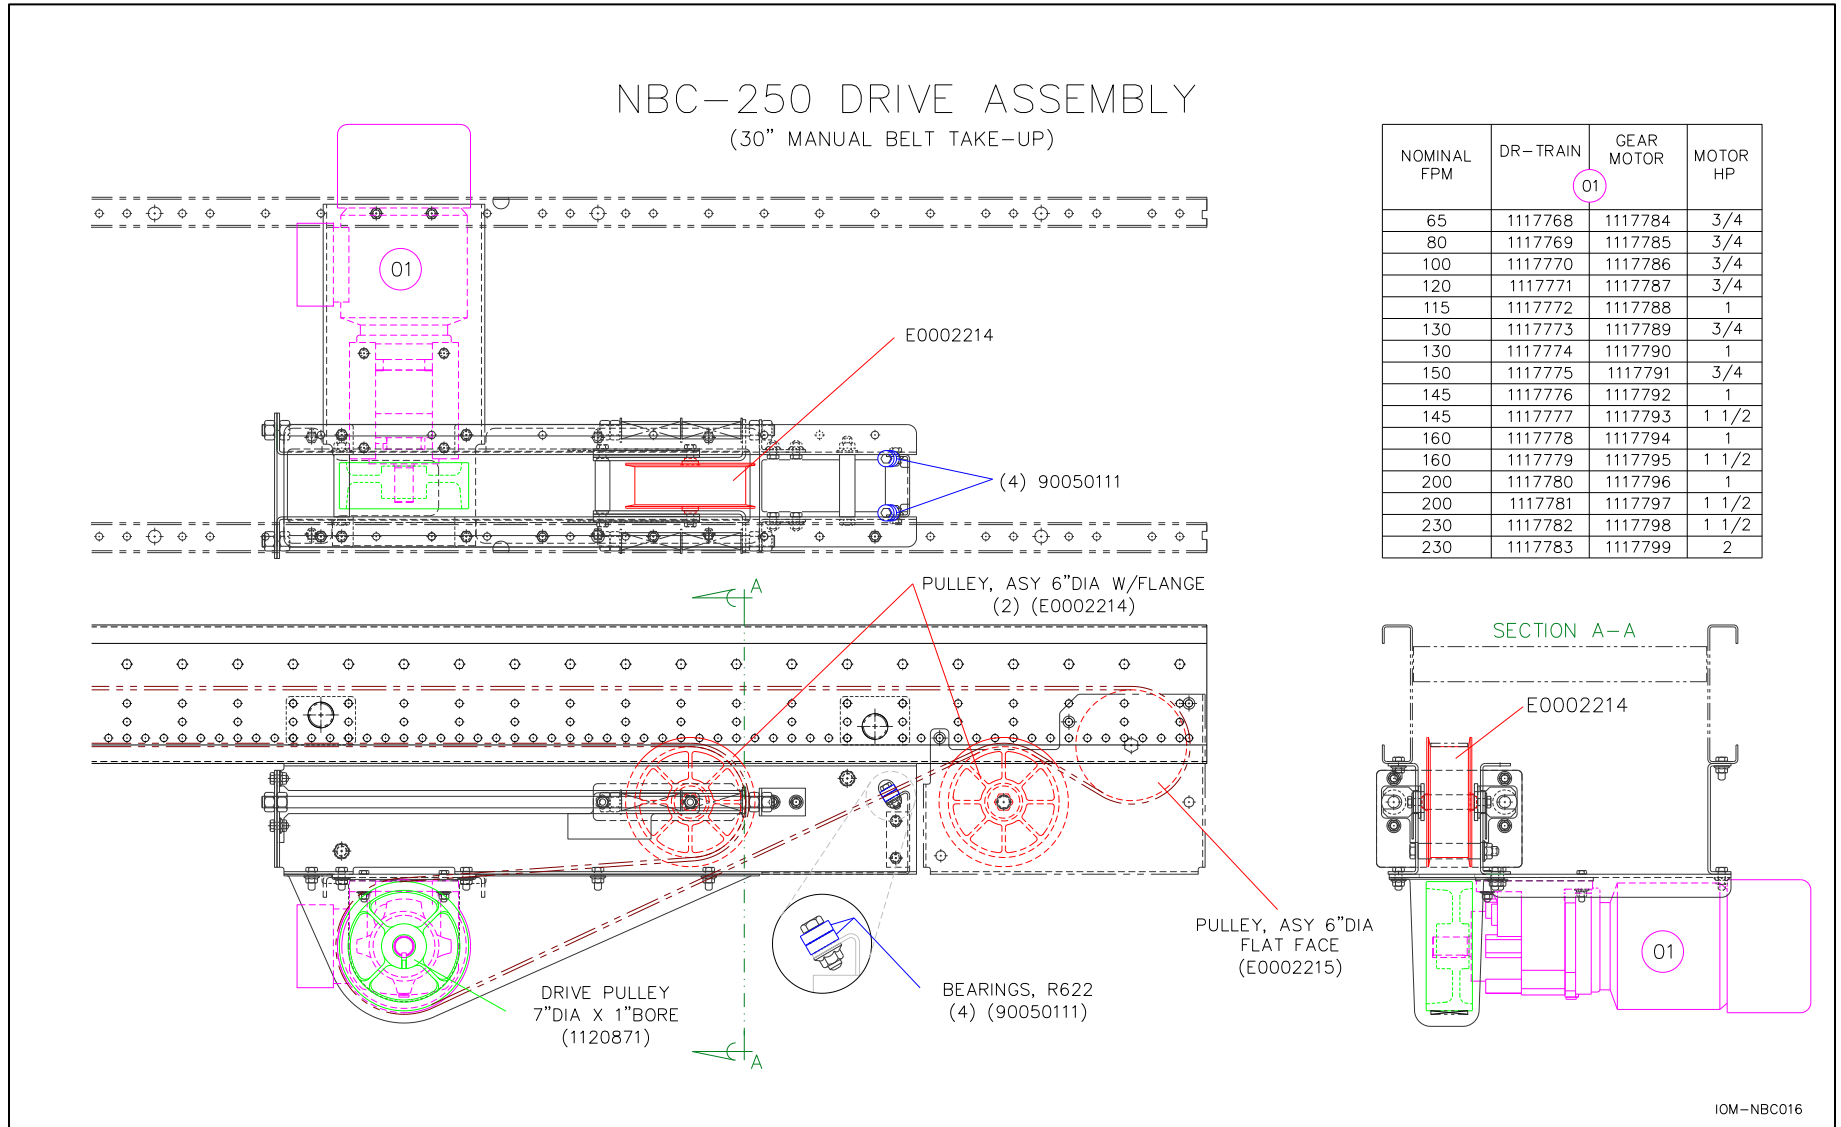 NBC-250 DRIVE ASSEMBLY
(30" MANUAL BELT TAKE-UP)
NOMINAL FPM DR-TRAIN GEAR MOTOR MOTOR HP
01
65 1117768 1117784 3/4
80 1117769 1117785 3/4
100 1117770 1117786 3/4
120 1117771 1117787 3/4
115 1117772 1117788 1
130 1117773 1117789 3/4
130 1117774 1117790 1
150 1117775 1117791 3/4
145 1117776 1117792 1
145 1117777 1117793 1 1/2
160 1117778 1117794 1
160 1117779 1117795 1 1/2
200 1117780 1117796 1
200 1117781 1117797 1 1/2
230 1117782 1117798 1 1/2
230 1117783 1117799 2
01
E0002214
(4) 90050111
A
PULLEY, ASY 6"DIA W/FLANGE
(2) (E0002214)
SECTION A-A
E0002214
PULLEY, ASY 6"DIA
FLAT FACE
(E0002215)
01
DRIVE PULLEY
7"DIA X 1"BORE
(1120871)
BEARINGS, R622
(4) (90050111)
A
IOM-NBC016